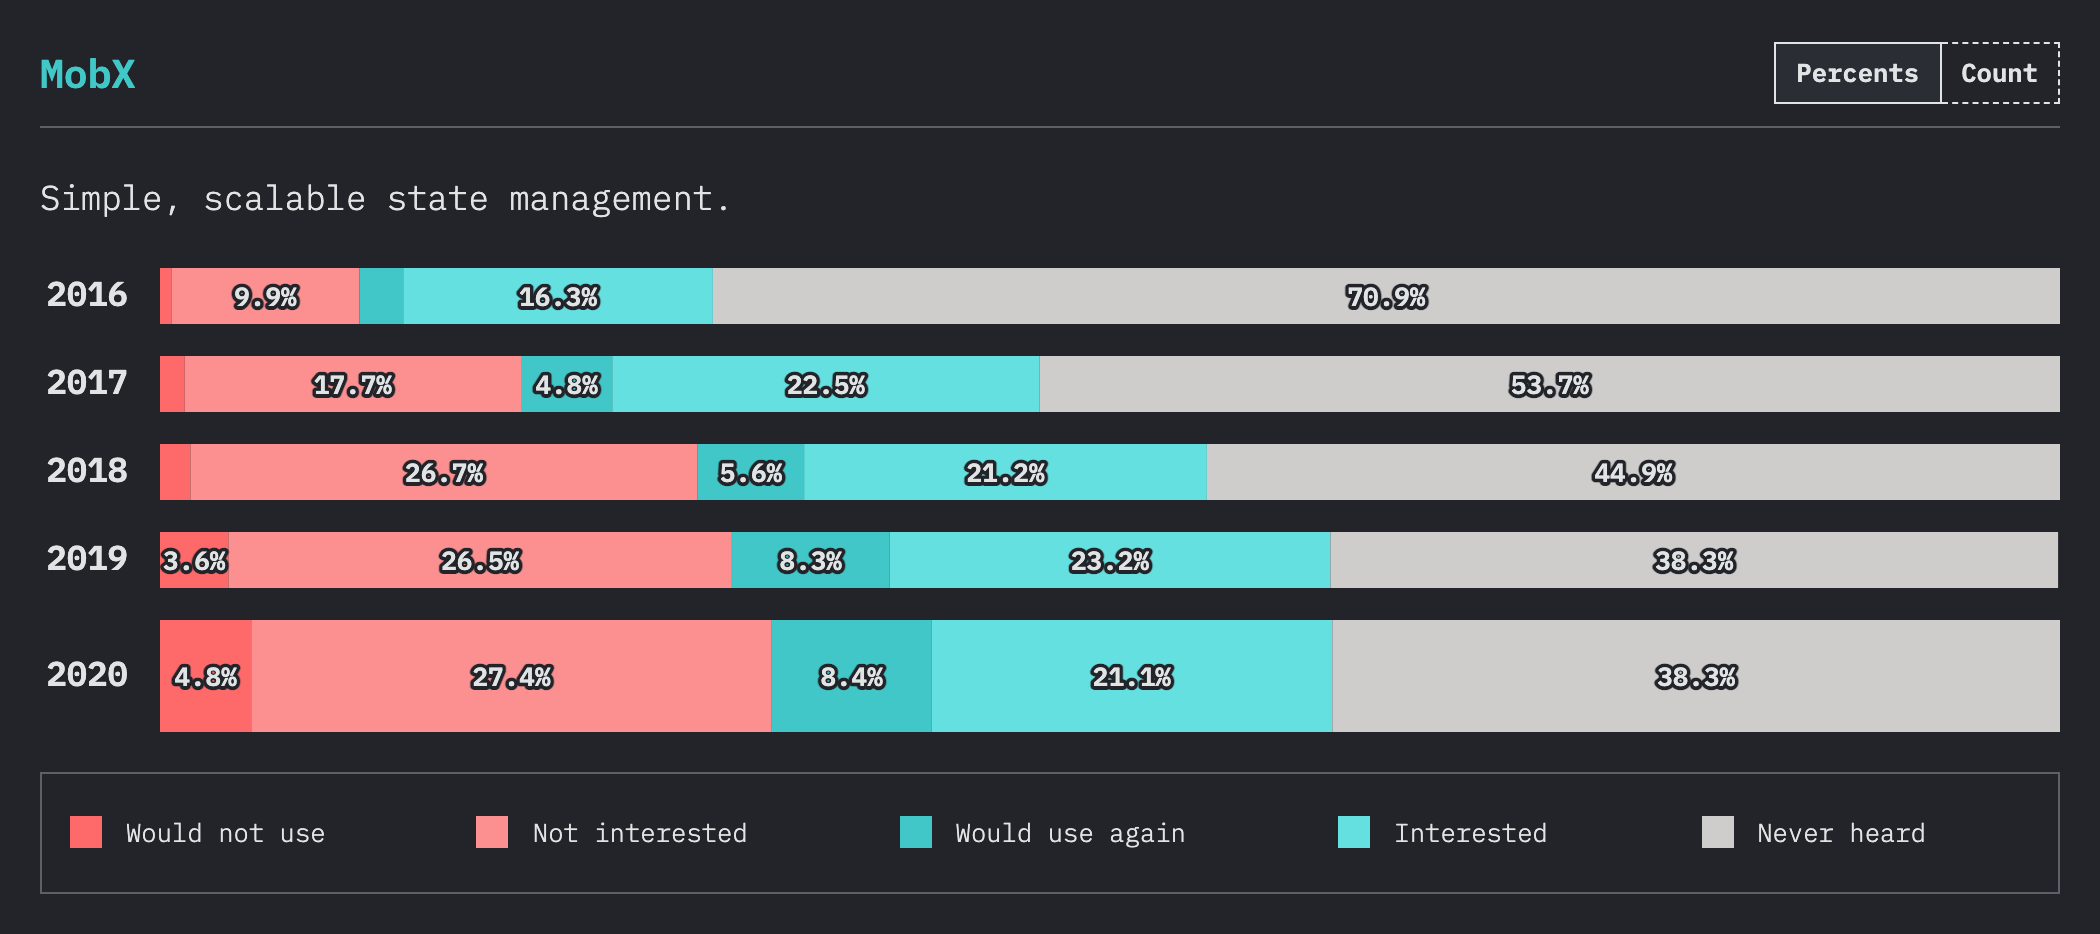 MobX
Percents Count
Simple, scalable state management.
2016 9.9% 16.3% 70.9%
2017 17.7% 4.8% 22.5% 53.7%
2018 26.7% 5.6% 21.2% 44.9%
2019 3.6% 26.5% 8.3% 23.2% 38.3%
2020 4.8% 27.4% 8.4% 21.1% 38.3%
Would not use Not interested Would use again Interested Never heard